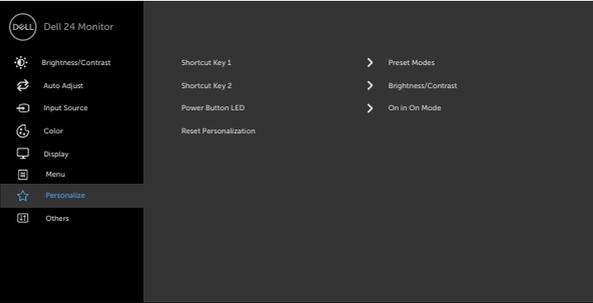 DELL Dell 24 Monitor
Brightness/Contrast
Auto Adjust
Input Source
Color
Display
Menu
Personalize
Others
Shortcut Key 1 Preset Modes
Shortcut Key 2 Brightness/Contrast
Power Button LED On in On Mode
Reset Personalization